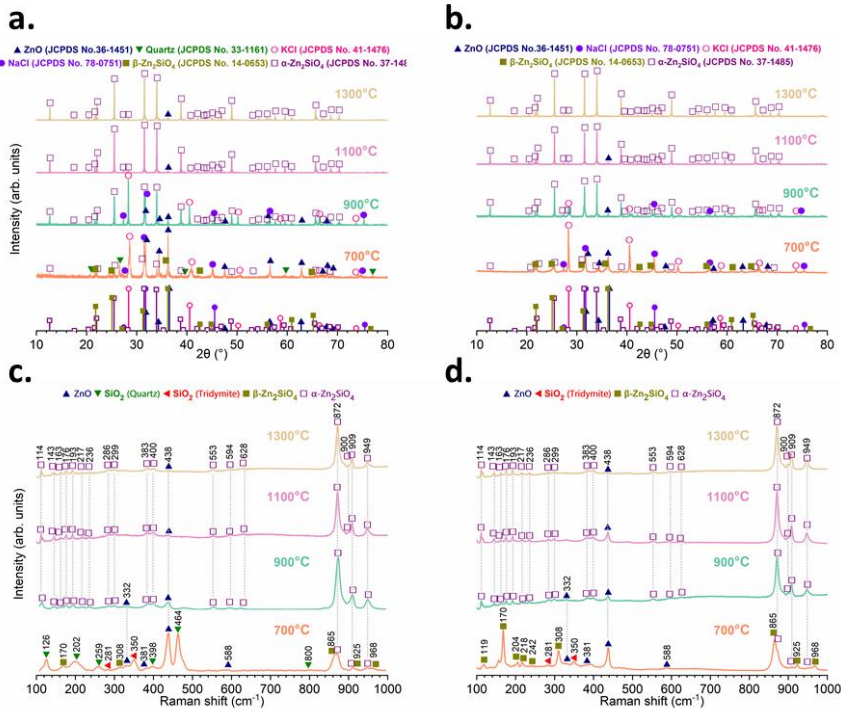 a.
ZnO (JCPDS No.36-1451) Quartz (JCPDS No. 33-1161) KCl (JCPDS No. 41-1476)
NaCl (JCPDS No. 78-0751) β-Zn₂SiO₄ (JCPDS No. 14-0653) α-Zn₂SiO₄ (JCPDS No. 37-148
1300°C
1100°C
900°C
700°C
Intensity (arb. units)
10 20 30 40 50 60 70 80
2θ (°)
b.
ZnO (JCPDS No.36-1451) NaCl (JCPDS No. 78-0751) KCl (JCPDS No. 41-1476)
β-Zn₂SiO₄ (JCPDS No. 14-0653) α-Zn₂SiO₄ (JCPDS No. 37-1485)
1300°C
1100°C
900°C
700°C
10 20 30 40 50 60 70 80
2θ (°)
c.
ZnO SiO₂ (Quartz) SiO₂ (Tridymite) β-Zn₂SiO₄ α-Zn₂SiO₄
114 143 163 176 193 217 236 286 299 383 400 438 553 594 628 872 900 909 949
1300°C
1100°C
900°C
332
700°C
126 170 202 259 281 308 350 381 464 588 800 865 925 968
Intensity (arb. units)
100 200 300 400 500 600 700 800 900 1000
Raman shift (cm⁻¹)
d.
ZnO SiO₂ (Tridymite) β-Zn₂SiO₄ α-Zn₂SiO₄
114 143 163 176 193 217 236 286 299 383 400 438 553 594 628 872 900 909 949
1300°C
1100°C
900°C
332
700°C
119 170 204 218 242 281 308 350 381 588 865 925 968
100 200 300 400 500 600 700 800 900 1000
Raman shift (cm⁻¹)